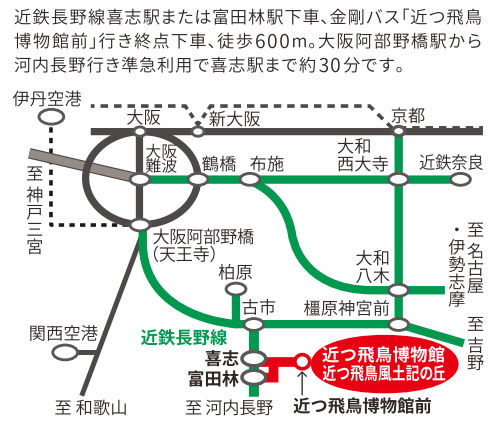 近鉄長野線喜志駅または富田林駅下車、金剛バス「近つ飛鳥
博物館前」行き終点下車、徒歩600m。大阪阿部野橋駅から
河内長野行き準急利用で喜志駅まで約30分です。
伊丹空港
大阪
新大阪
京都
大阪
難波
鶴橋
布施
大和
西大寺
近鉄奈良
至神戸三宮
大阪阿部野橋
(天王寺)
至名古屋
・伊勢志摩
大和
八木
柏原
古市
橿原神宮前
至吉野
関西空港
近鉄長野線
喜志
富田林
近つ飛鳥博物館
近つ飛鳥風土記の丘
至 和歌山
至 河内長野
近つ飛鳥博物館前